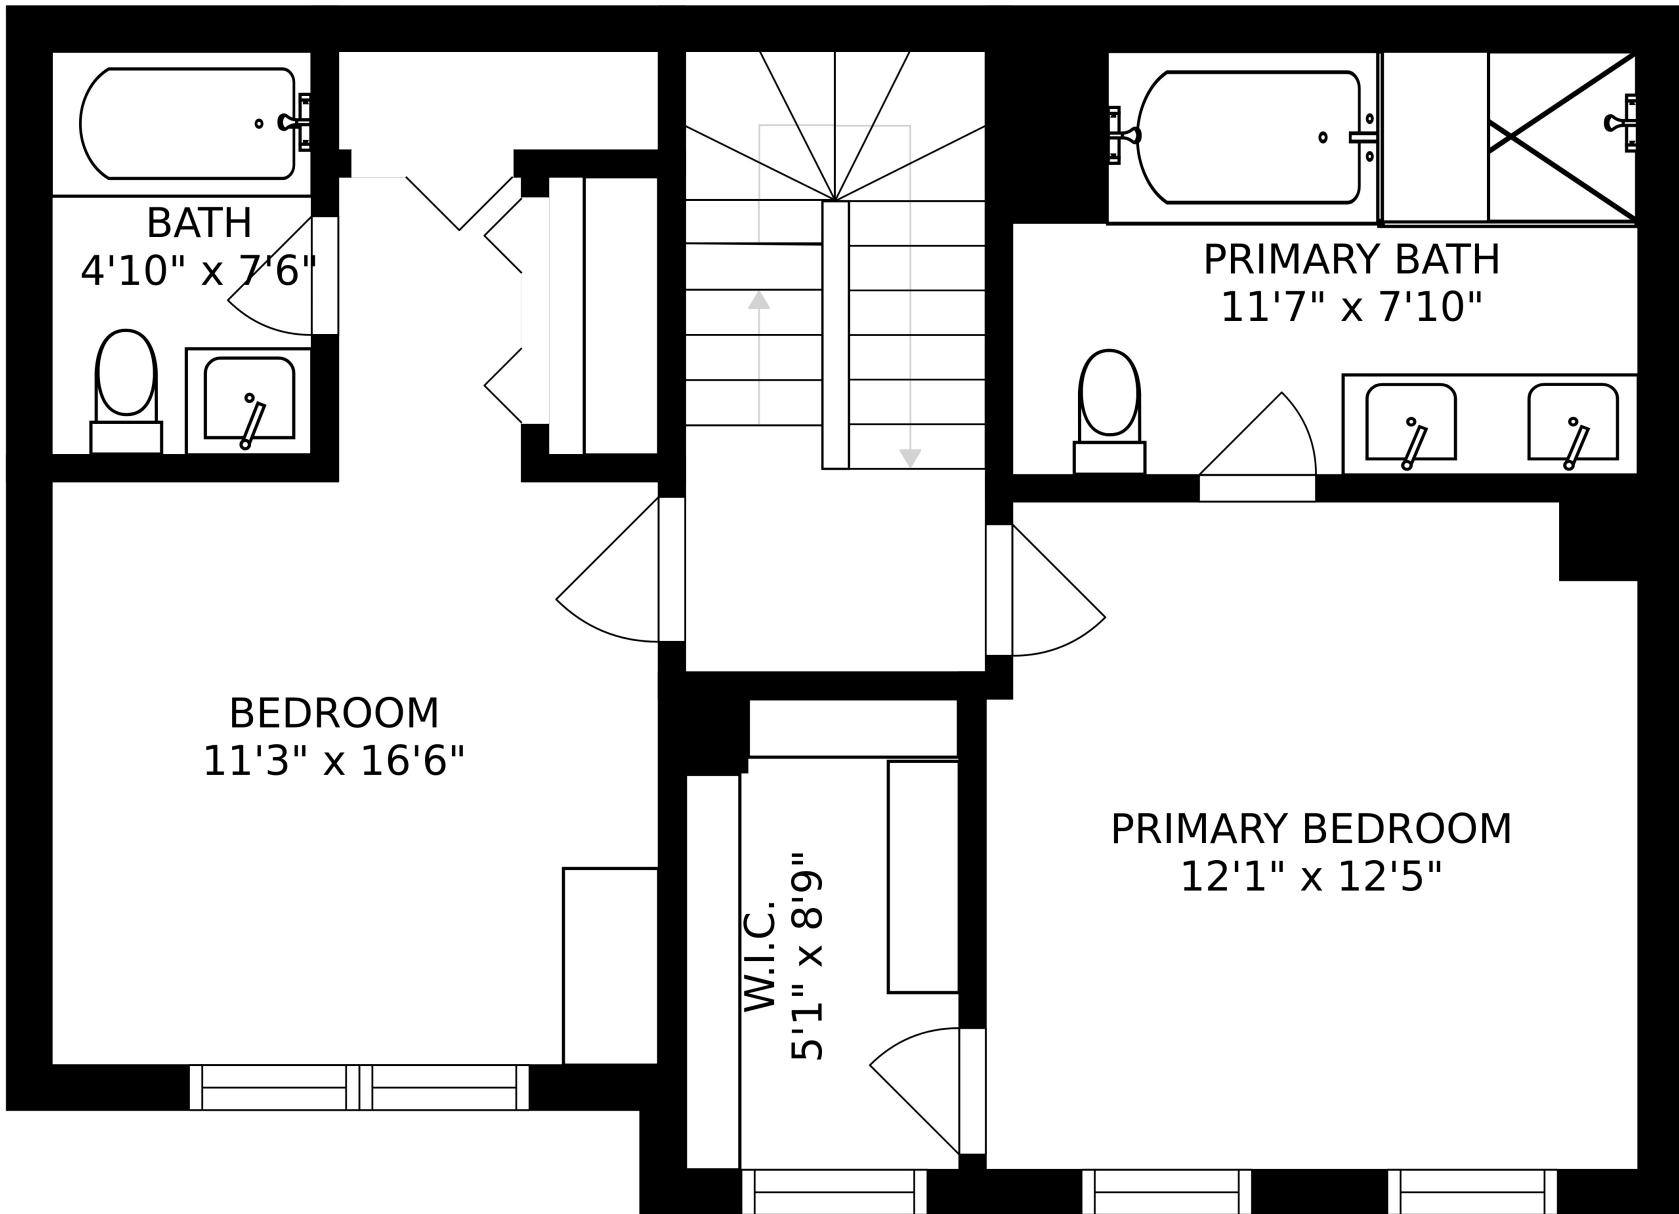 BATH
4'10" x 7'6"
PRIMARY BATH
11'7" x 7'10"
BEDROOM
11'3" x 16'6"
W.I.C.
5'1" x 8'9"
PRIMARY BEDROOM
12'1" x 12'5"